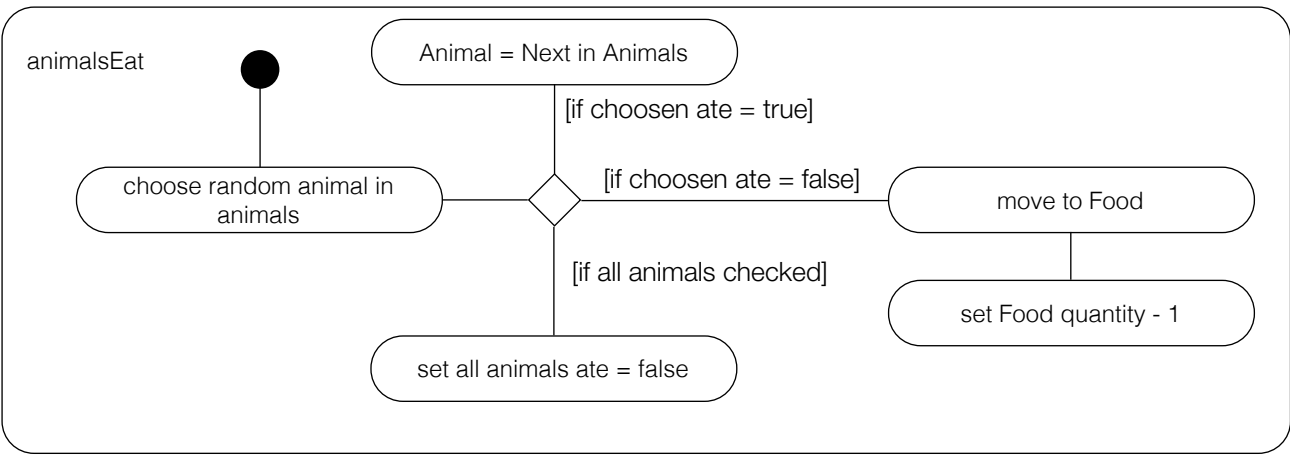 animalsEat
Animal = Next in Animals
[if choosen ate = true]
choose random animal in
animals
[if choosen ate = false]
move to Food
[if all animals checked]
set Food quantity - 1
set all animals ate = false